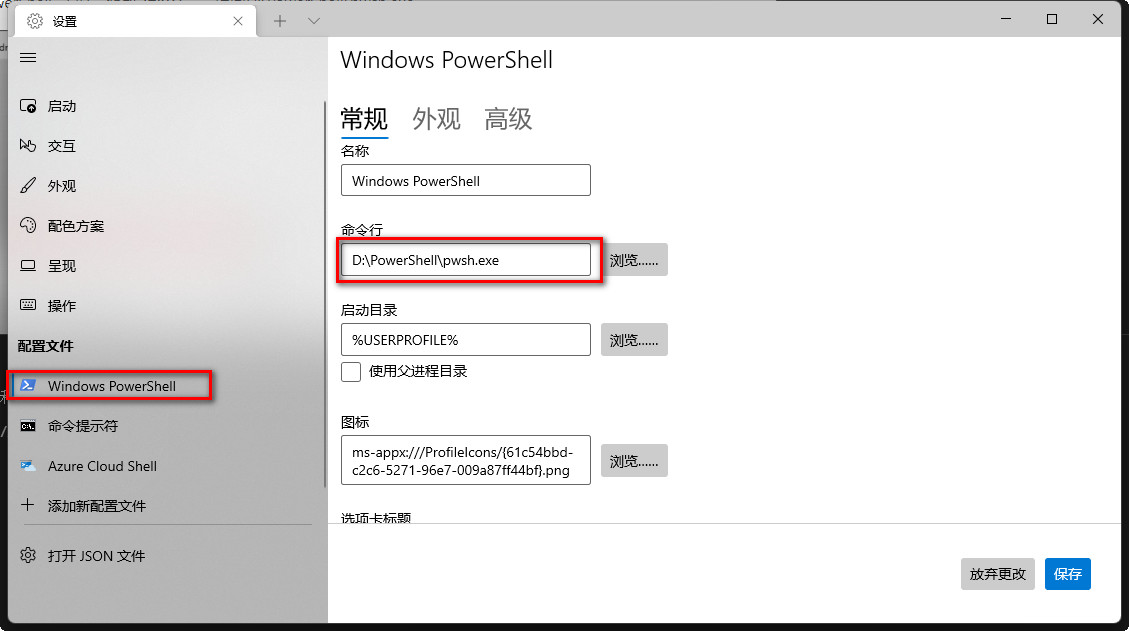 设置
启动
交互
外观
配色方案
呈现
操作
配置文件
Windows PowerShell
命令提示符
Azure Cloud Shell
添加新配置文件
打开 JSON 文件
Windows PowerShell
常规 外观 高级
名称
Windows PowerShell
命令行
D:\PowerShell\pwsh.exe
浏览......
启动目录
%USERPROFILE%
浏览......
使用父进程目录
图标
ms-appx:///ProfileIcons/{61c54bbd-
c2c6-5271-96e7-009a87ff44bf}.png
浏览......
选项卡标题
放弃更改
保存